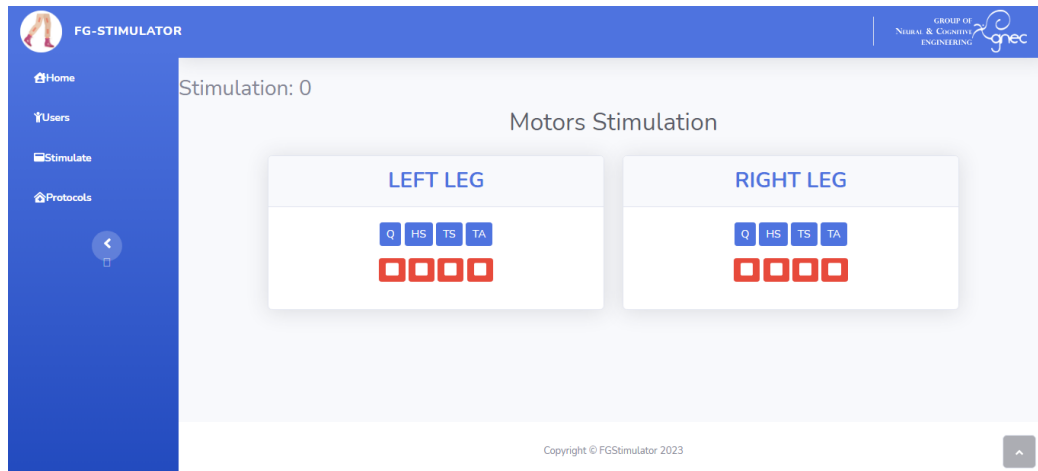 FG-STIMULATOR
GROUP OF
NEURAL & COGNITIVE
ENGINEERING
gnec
Home
Users
Stimulate
Protocols
Stimulation: 0
Motors Stimulation
LEFT LEG
RIGHT LEG
Q HS TS TA
Q HS TS TA
Copyright © FGStimulator 2023